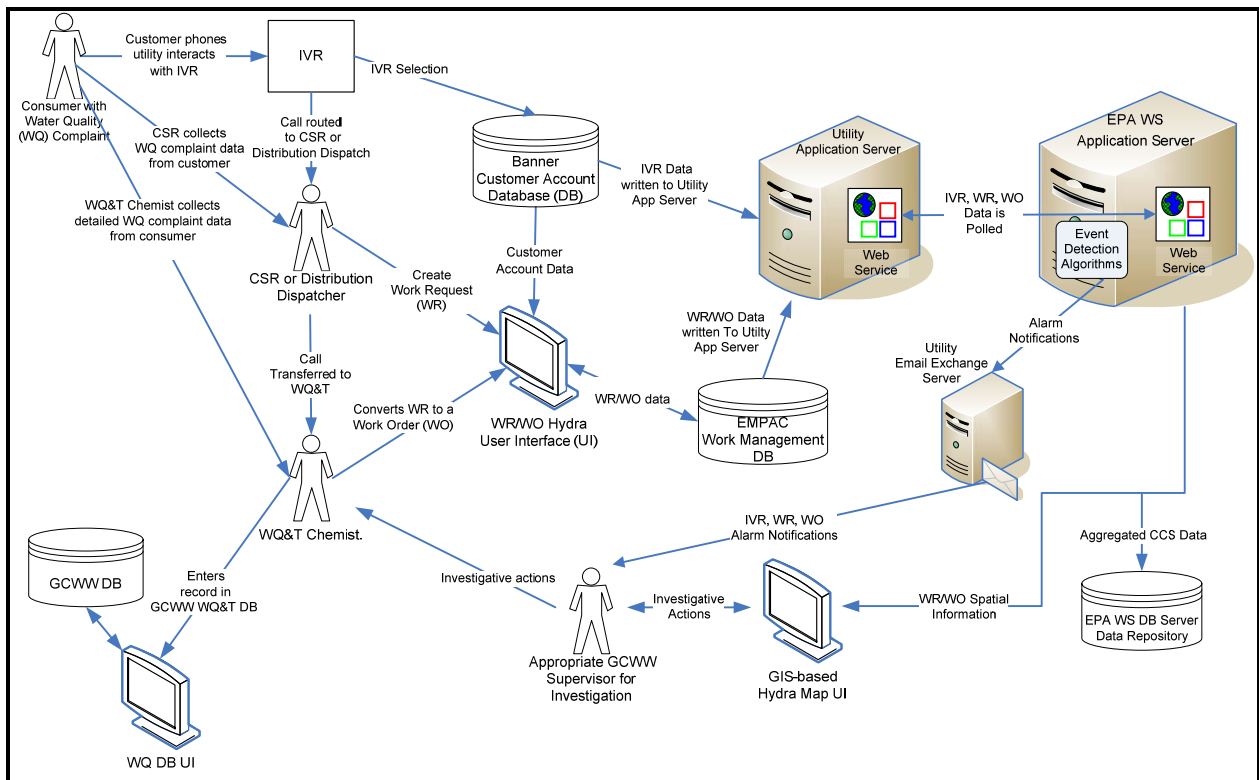 Customer phones
utility interacts
with IVR
IVR
IVR Selection
Consumer with
Water Quality
(WQ) Complaint
CSR collects
WQ complaint data
from customer
Call routed
to CSR or
Distribution Dispatch
WQ&T Chemist collects
detailed WQ complaint data
from consumer
Banner
Customer Account
Database (DB)
IVR Data
written to Utility
App Server
Utility
Application Server
Web
Service
IVR, WR, WO
Data is
Polled
EPA WS
Application Server
Event
Detection
Algorithms
Web
Service
CSR or Distribution
Dispatcher
Create
Work Request
(WR)
Customer
Account Data
WR/WO Data
written To Utilty
App Server
Alarm
Notifications
Utility
Email Exchange
Server
Call
Transferred to
WQ&T
Converts WR to a
Work Order (WO)
WR/WO Hydra
User Interface (UI)
WR/WO data
EMPAC
Work Management
DB
WQ&T Chemist.
IVR, WR, WO
Alarm Notifications
Aggregated CCS Data
GCWW DB
Enters
record in
GCWW WQ&T DB
Investigative actions
Investigative
Actions
WR/WO Spatial
Information
EPA WS DB Server
Data Repository
Appropriate GCWW
Supervisor for
Investigation
GIS-based
Hydra Map UI
WQ DB UI